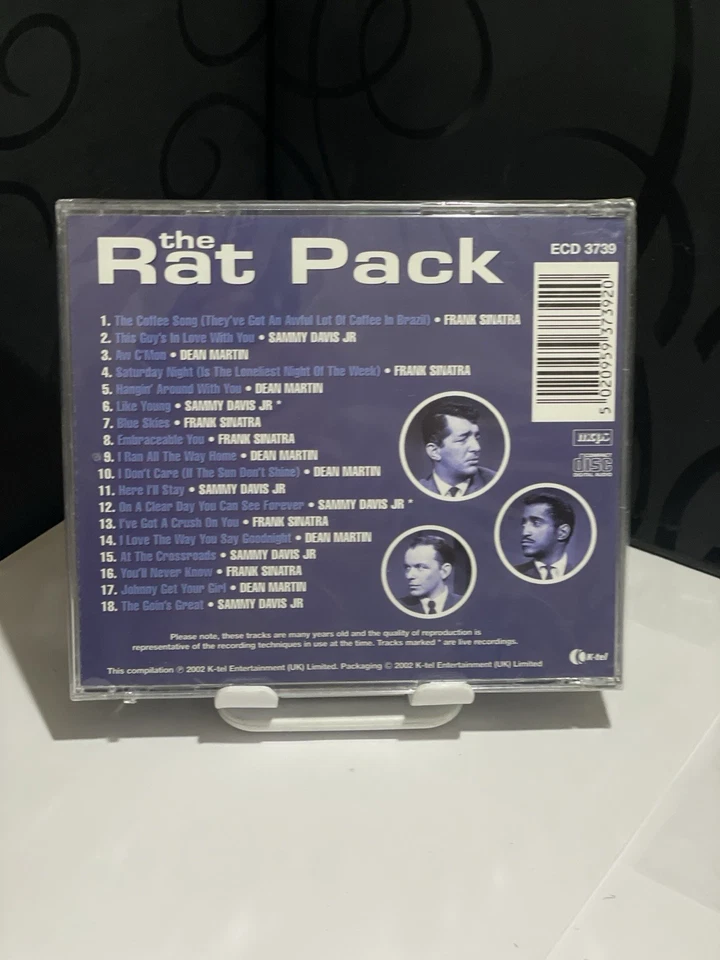 the
Rat Pack
ECD 3739
1. The Coffee Song (They've Got An Awful Lot Of Coffee In Brazil) • FRANK SINATRA
2. This Guy's In Love With You • SAMMY DAVIS JR
3. Aw C'Mon • DEAN MARTIN
4. Saturday Night (Is The Loneliest Night Of The Week) • FRANK SINATRA
5. Hangin' Around With You • DEAN MARTIN
6. Like Young • SAMMY DAVIS JR *
7. Blue Skies • FRANK SINATRA
8. Embraceable You • FRANK SINATRA
9. I Ran All The Way Home • DEAN MARTIN
10. I Don't Care (If The Sun Don't Shine) • DEAN MARTIN
11. Here I'll Stay • SAMMY DAVIS JR
12. On A Clear Day You Can See Forever • SAMMY DAVIS JR *
13. I've Got A Crush On You • FRANK SINATRA
14. I Love The Way You Say Goodnight • DEAN MARTIN
15. At The Crossroads • SAMMY DAVIS JR
16. You'll Never Know • FRANK SINATRA
17. Johnny Get Your Girl • DEAN MARTIN
18. The Goin's Great • SAMMY DAVIS JR
5 020959 373920
mcps
COMPACT
disc
DIGITAL AUDIO
Please note, these tracks are many years old and the quality of reproduction is
representative of the recording techniques in use at the time. Tracks marked * are live recordings.
This compilation ℗ 2002 K-tel Entertainment (UK) Limited. Packaging © 2002 K-tel Entertainment (UK) Limited
K-tel